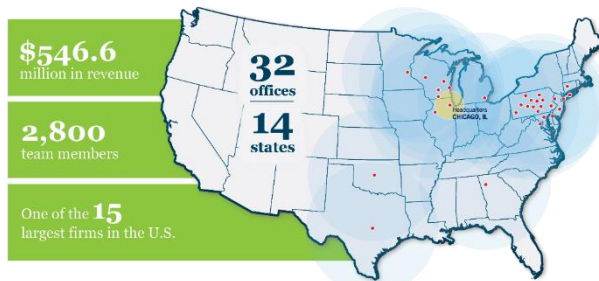 $546.6
million in revenue
2,800
team members
One of the 15
largest firms in the U.S.
32
offices
14
states
Headquarters
CHICAGO, IL